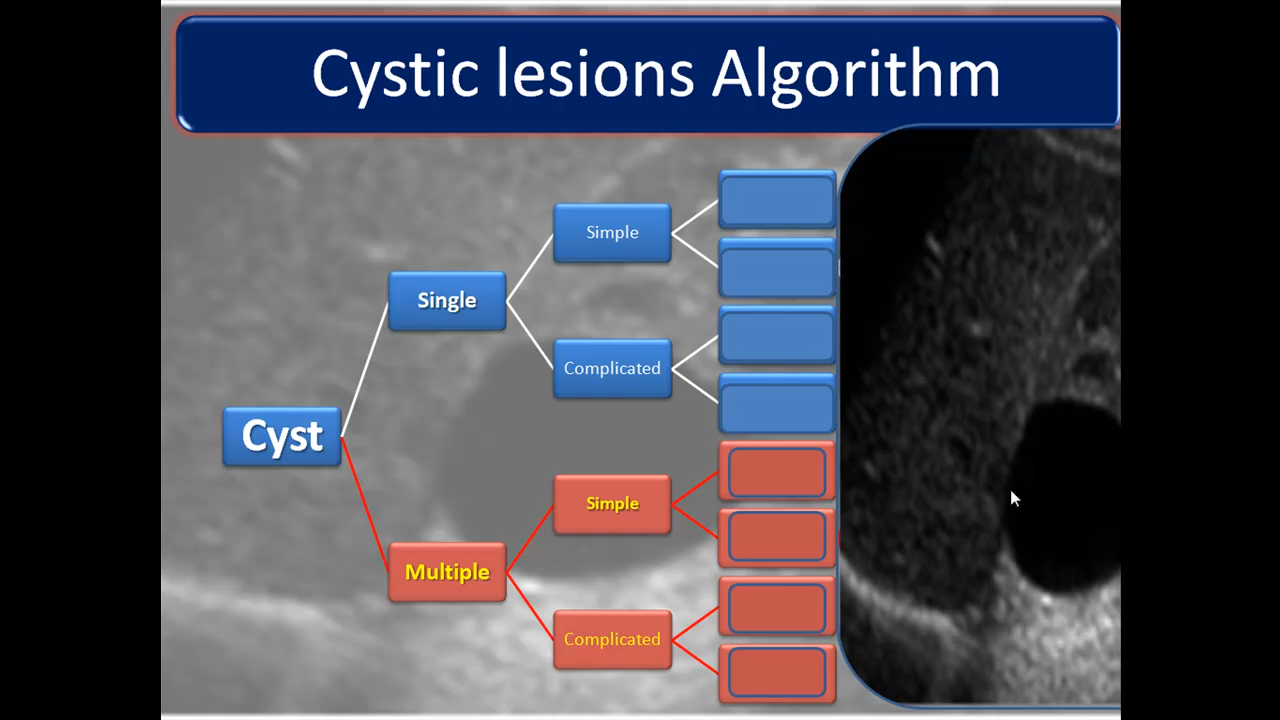 Cystic lesions Algorithm
Simple
Single
Complicated
Cyst
Simple
Multiple
Complicated